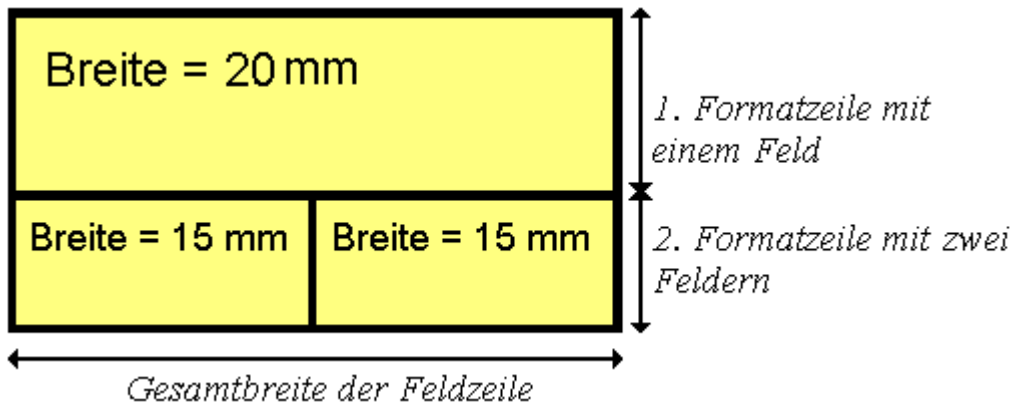 Breite = 20 mm
1. Formatzeile mit
einem Feld
Breite = 15 mm
Breite = 15 mm
2. Formatzeile mit zwei
Feldern
Gesamtbreite der Feldzeile